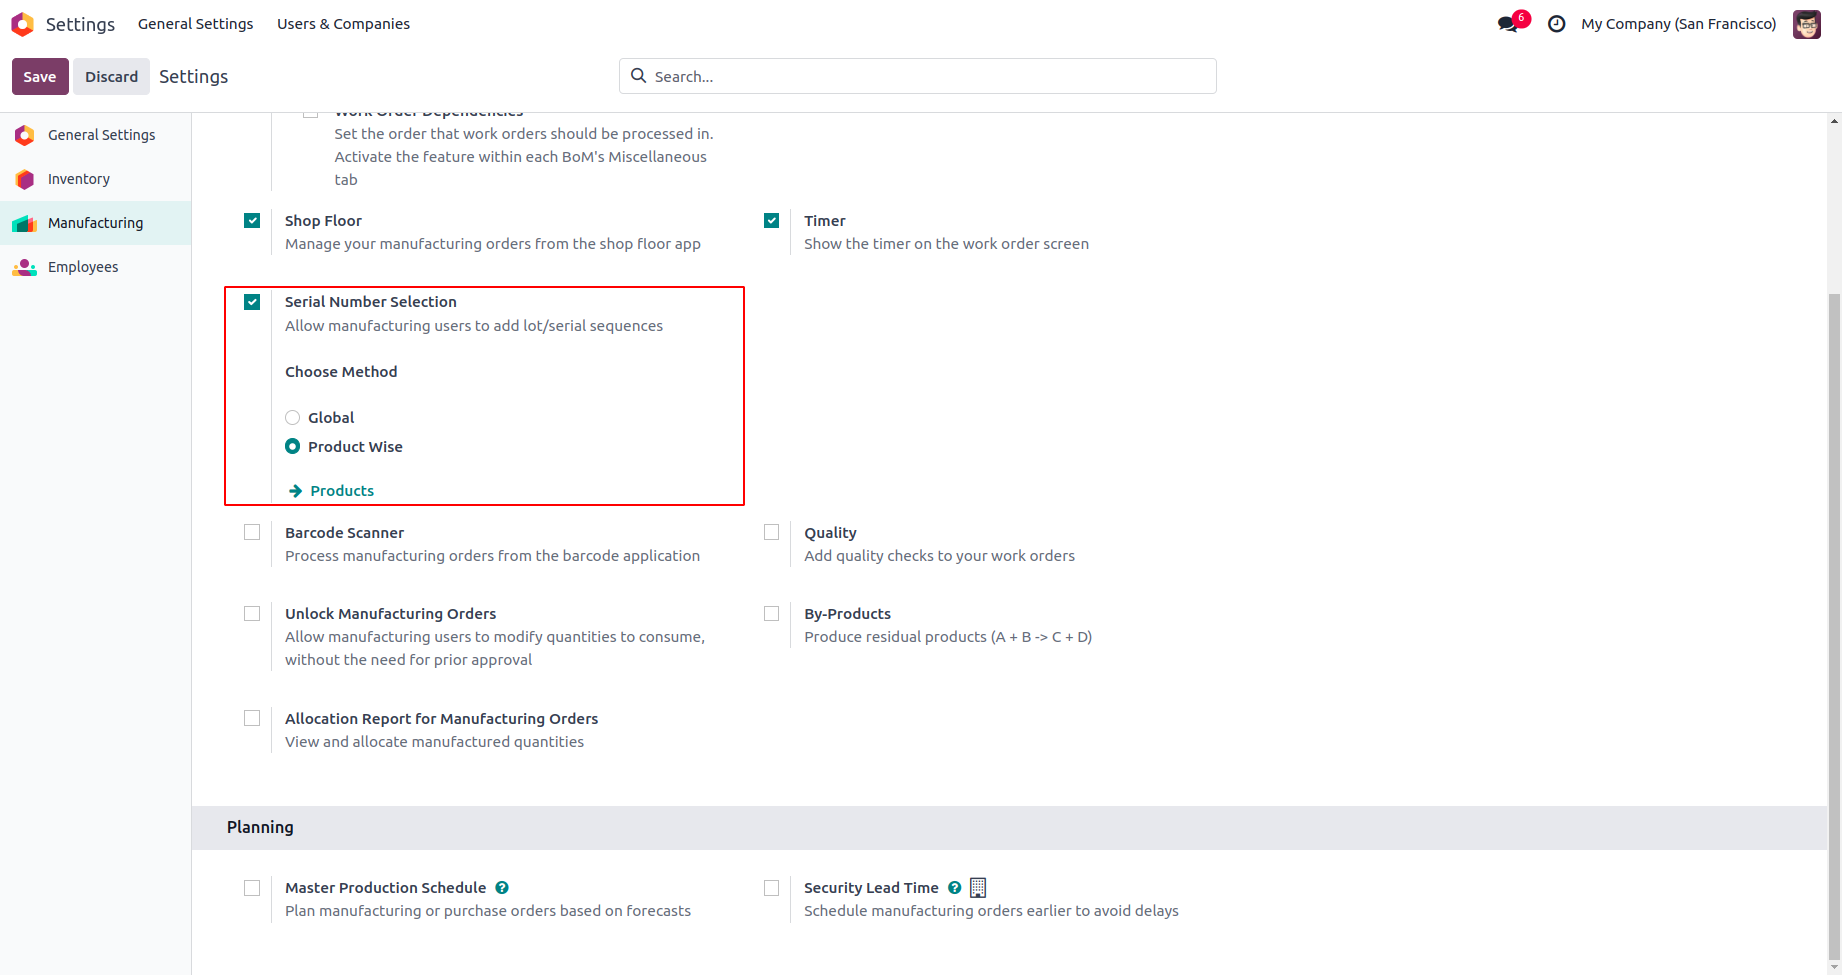 Settings General Settings Users & Companies 6 My Company (San Francisco)
Save Discard Settings Search...
General Settings
Inventory
Manufacturing
Employees
Work Order Dependencies
Set the order that work orders should be processed in.
Activate the feature within each BoM's Miscellaneous
tab
Shop Floor
Manage your manufacturing orders from the shop floor app
Timer
Show the timer on the work order screen
Serial Number Selection
Allow manufacturing users to add lot/serial sequences
Choose Method
Global
Product Wise
Products
Barcode Scanner
Process manufacturing orders from the barcode application
Quality
Add quality checks to your work orders
Unlock Manufacturing Orders
Allow manufacturing users to modify quantities to consume,
without the need for prior approval
By-Products
Produce residual products (A + B -> C + D)
Allocation Report for Manufacturing Orders
View and allocate manufactured quantities
Planning
Master Production Schedule ?
Plan manufacturing or purchase orders based on forecasts
Security Lead Time ?
Schedule manufacturing orders earlier to avoid delays